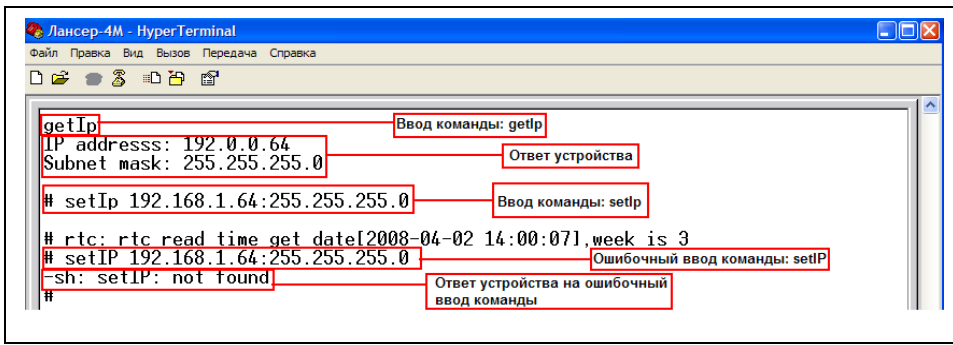 Лансер-4М - HyperTerminal
Файл Правка Вид Вызов Передача Справка
getIp
Ввод команды: getIp
IP addresss: 192.0.0.64
Subnet mask: 255.255.255.0
Ответ устройства
# setIp 192.168.1.64:255.255.255.0
Ввод команды: setIp
# rtc: rtc read time get date[2008-04-02 14:00:07],week is 3
# setIP 192.168.1.64:255.255.255.0
Ошибочный ввод команды: setIP
-sh: setIP: not found
Ответ устройства на ошибочный
ввод команды
#